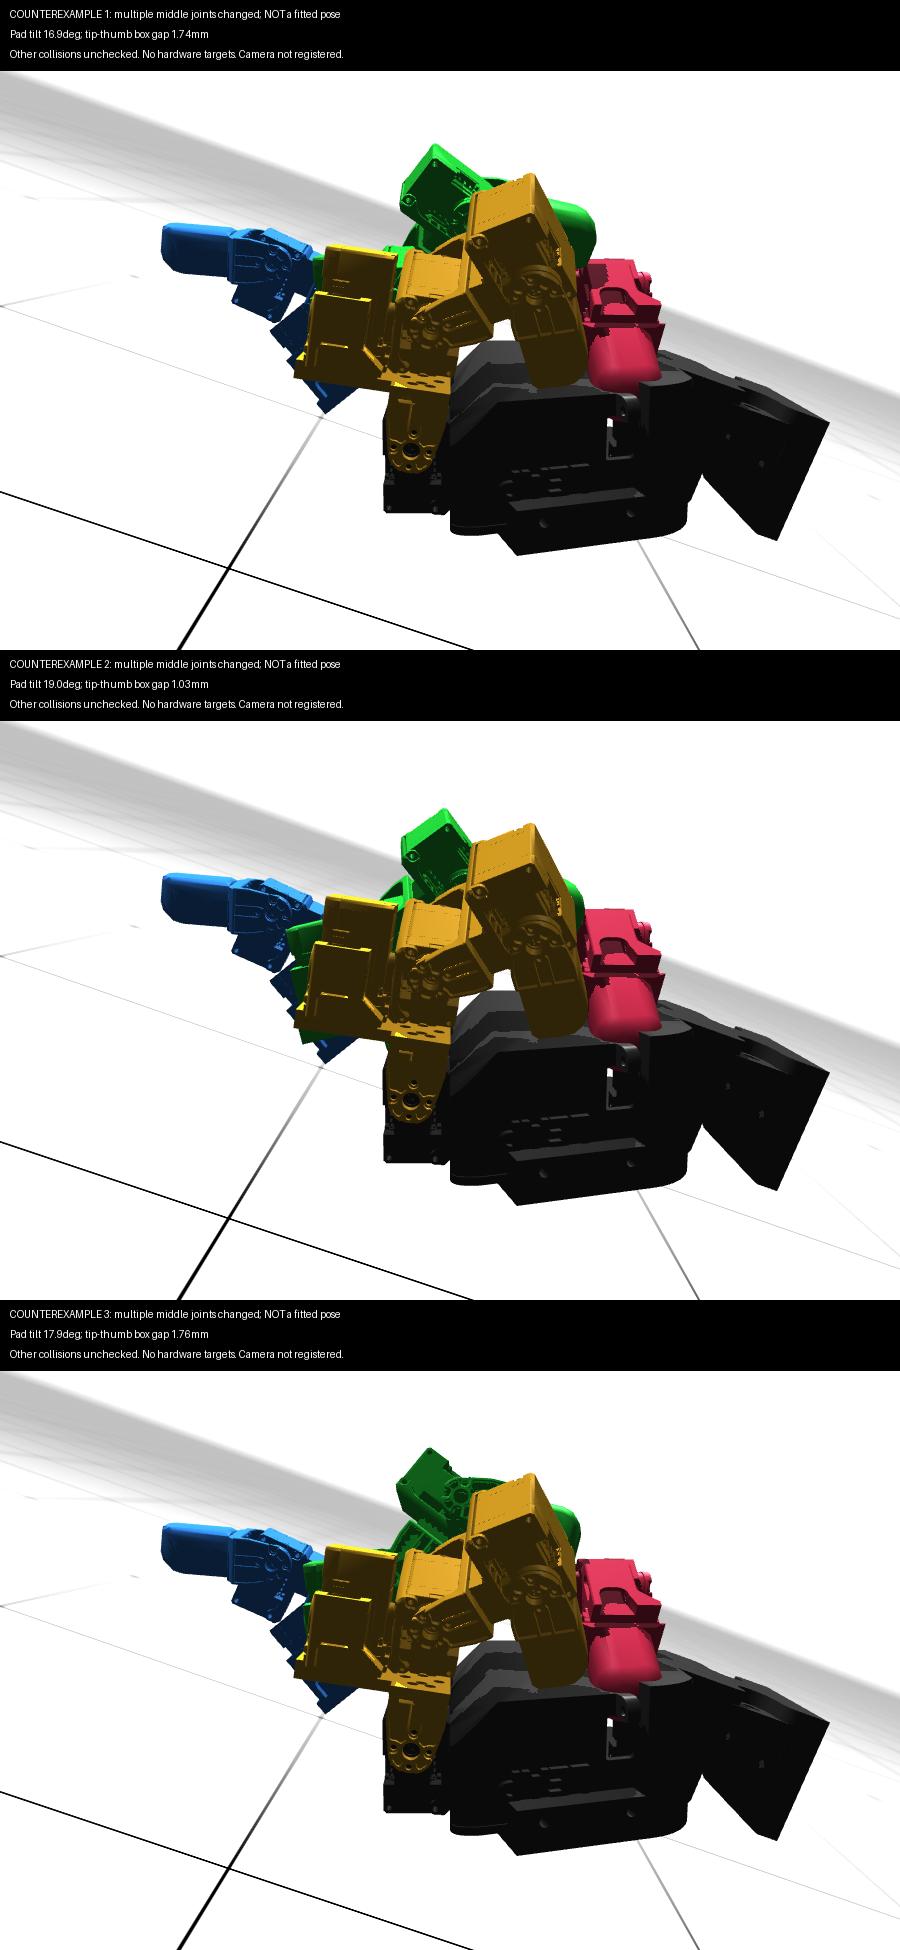 COUNTEREXAMPLE 1: multiple middle joints changed; NOT a fitted pose
Pad tilt 16.9deg; tip-thumb box gap 1.74mm
Other collisions unchecked. No hardware targets. Camera not registered.
COUNTEREXAMPLE 2: multiple middle joints changed; NOT a fitted pose
Pad tilt 19.0deg; tip-thumb box gap 1.03mm
Other collisions unchecked. No hardware targets. Camera not registered.
COUNTEREXAMPLE 3: multiple middle joints changed; NOT a fitted pose
Pad tilt 17.9deg; tip-thumb box gap 1.76mm
Other collisions unchecked. No hardware targets. Camera not registered.